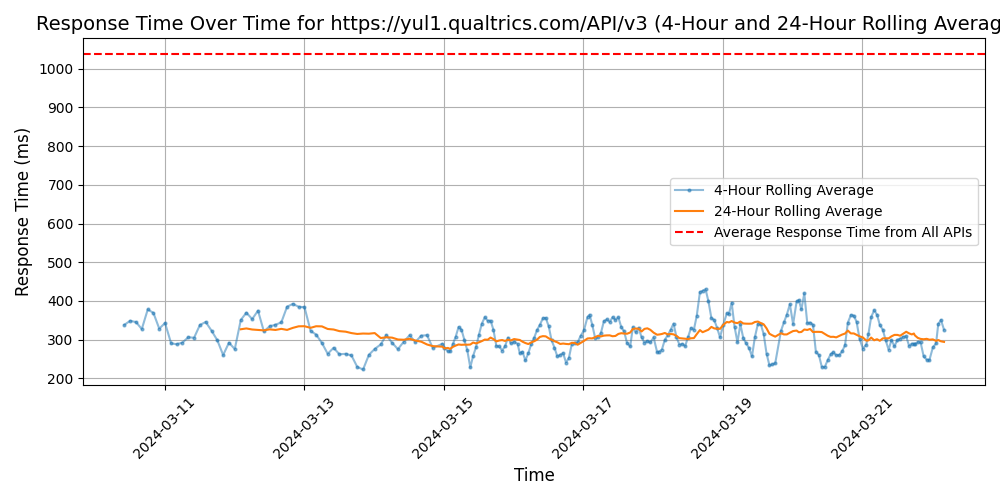 Response Time Over Time for https://yul1.qualtrics.com/API/v3 (4-Hour and 24-Hour Rolling Averag
Response Time (ms)
1000
900
800
700
600
500
400
300
200
4-Hour Rolling Average
24-Hour Rolling Average
Average Response Time from All APIs
2024-03-11
2024-03-13
2024-03-15
2024-03-17
2024-03-19
2024-03-21
Time